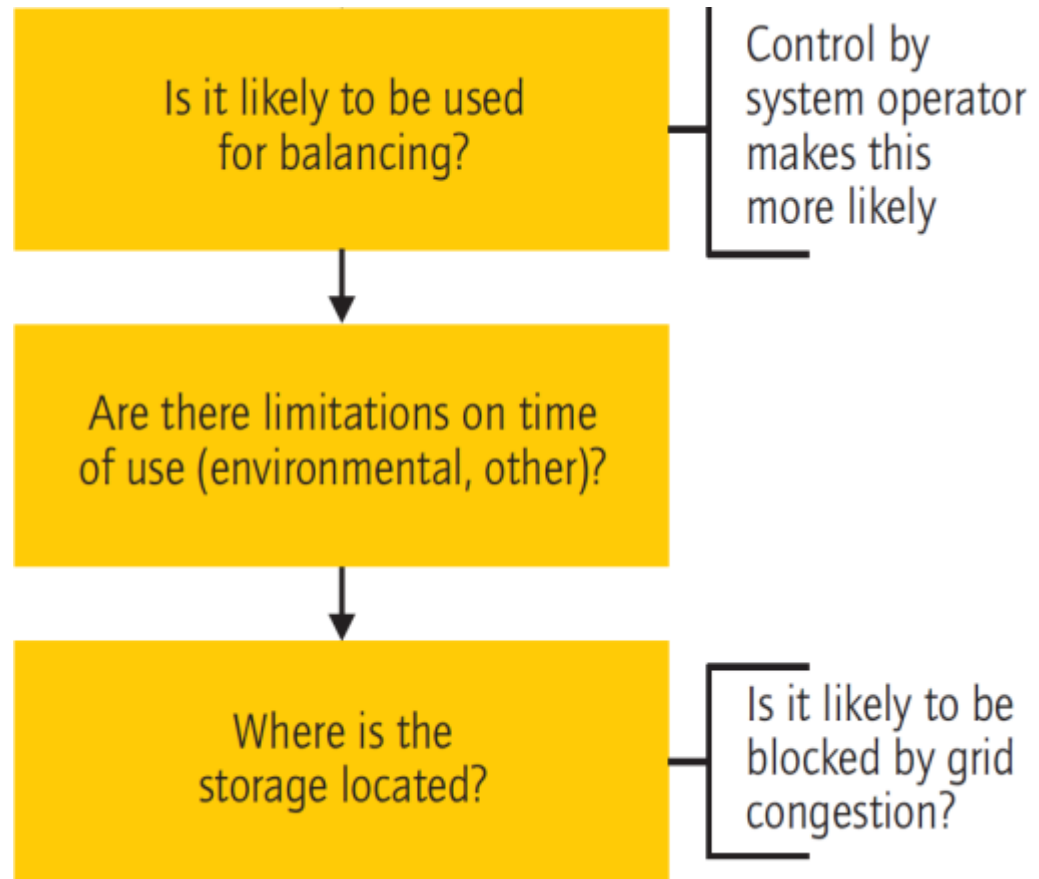 Is it likely to be used
for balancing?
Control by
system operator
makes this
more likely
Are there limitations on time
of use (environmental, other)?
Where is the
storage located?
Is it likely to be
blocked by grid
congestion?